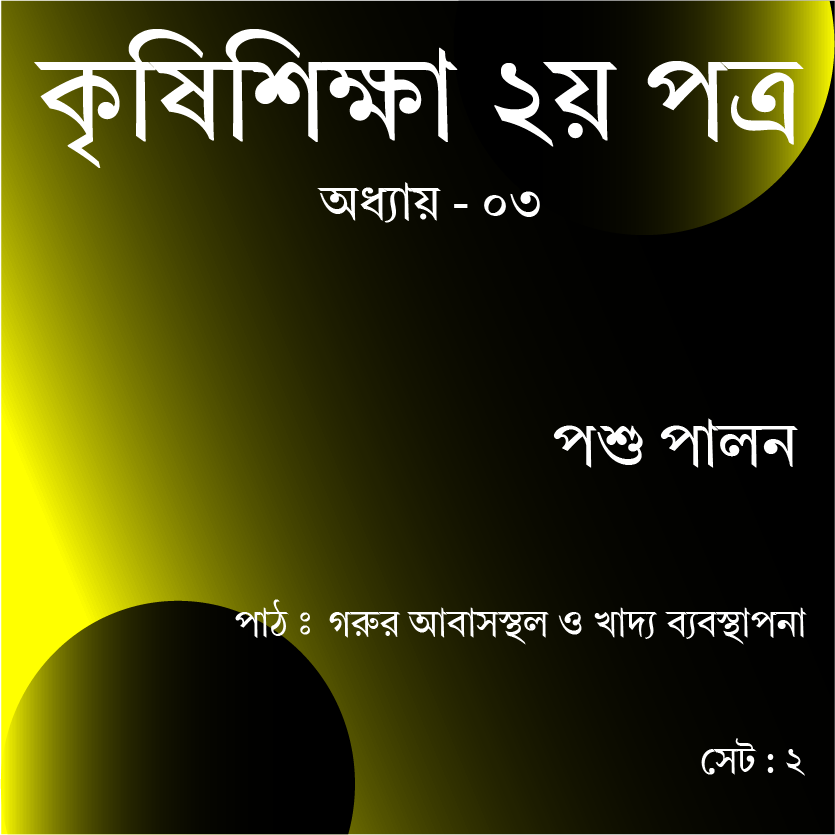 কৃষিশিক্ষা ২য় পত্র
অধ্যায় - ০৩
পশু পালন
পাঠ ঃ গরুর আবাসস্থল ও খাদ্য ব্যবস্থাপনা
সেট : ২